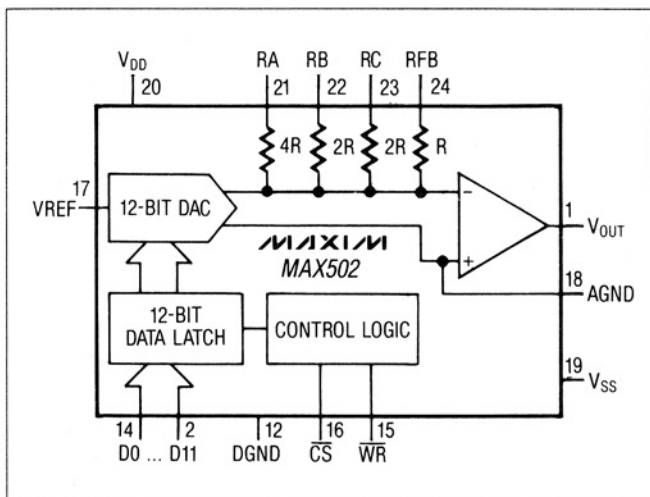 VDD RA RB RC RFB
20 21 22 23 24
4R 2R 2R R
17
VREF
12-BIT DAC
MAXIM
MAX502
−
+
1
VOUT
18
AGND
12-BIT
DATA LATCH
CONTROL LOGIC
19
VSS
14 2 12 16 15
D0 ... D11 DGND C̅S̅ W̅R̅